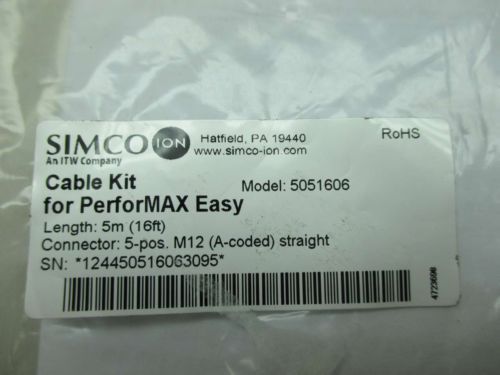 SIMCO ION
An ITW Company
Hatfield, PA 19440
www.simco-ion.com
RoHS
Cable Kit
for PerforMAX Easy
Model: 5051606
Length: 5m (16ft)
Connector: 5-pos. M12 (A-coded) straight
SN: *124450516063095*
4723698